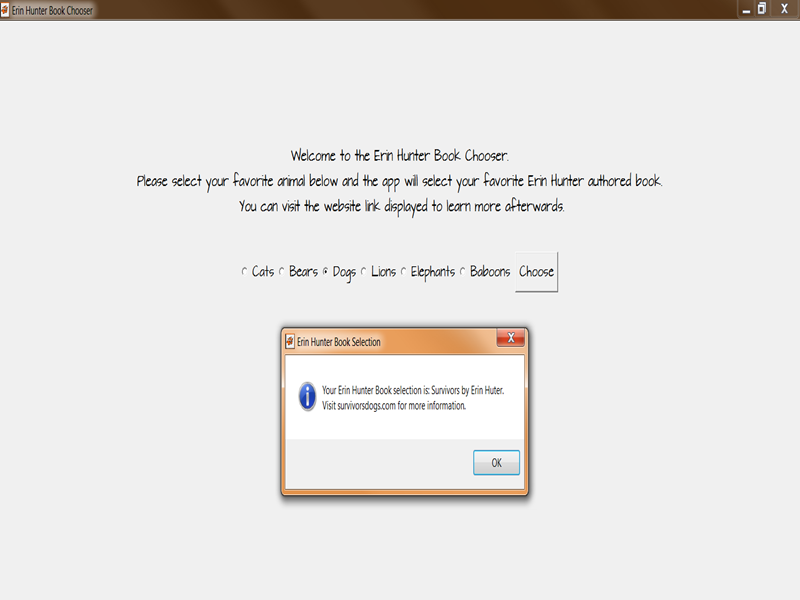 Erin Hunter Book Chooser
Welcome to the Erin Hunter Book Chooser.
Please select your favorite animal below and the app will select your favorite Erin Hunter authored book.
You can visit the website link displayed to learn more afterwards.
Cats Bears Dogs Lions Elephants Baboons Choose
Erin Hunter Book Selection
Your Erin Hunter Book selection is: Survivors by Erin Huter.
Visit survivorsdogs.com for more information.
OK